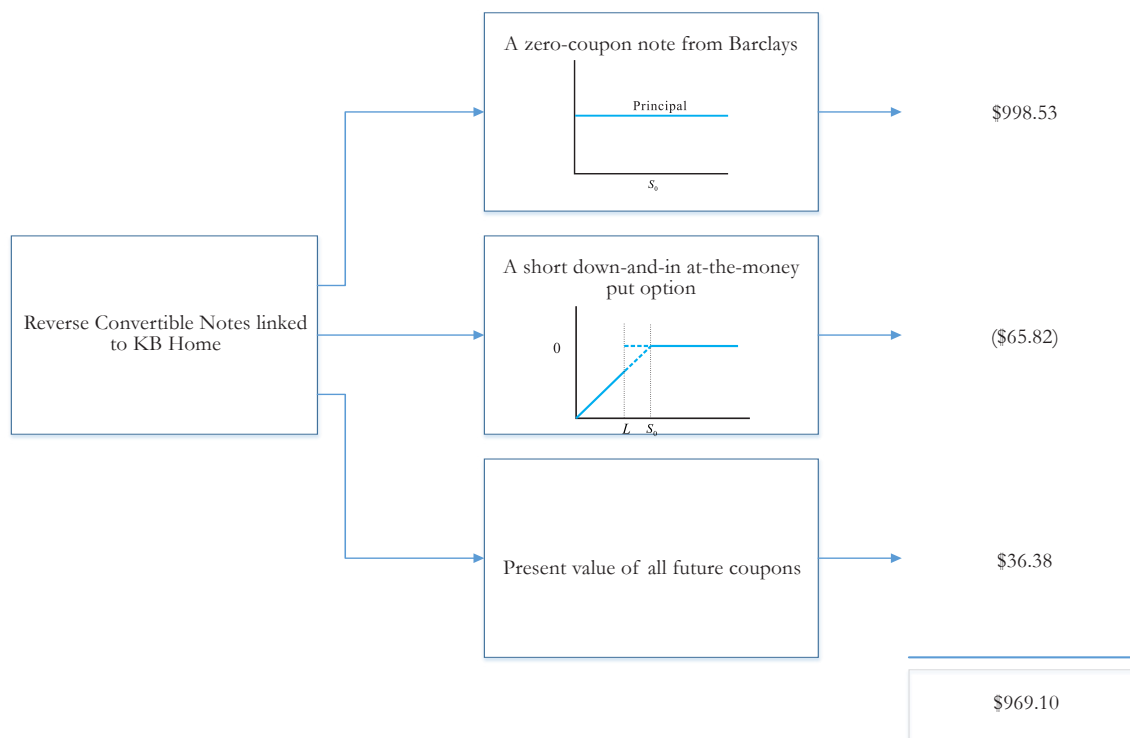 A zero-coupon note from Barclays
Principal
S₀
$998.53
Reverse Convertible Notes linked
to KB Home
A short down-and-in at-the-money
put option
0
L S₀
($65.82)
Present value of all future coupons
$36.38
$969.10